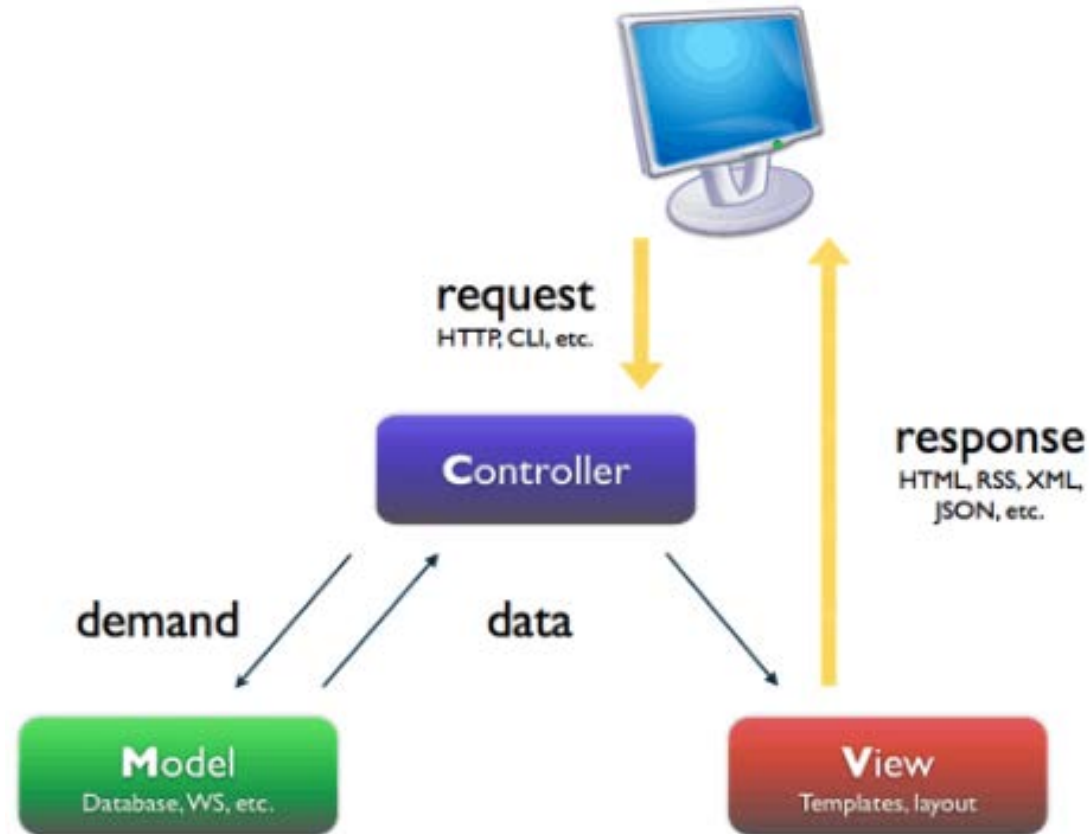 request
HTTP, CLI, etc.
Controller
response
HTML, RSS, XML,
JSON, etc.
demand
data
Model
Database, WS, etc.
View
Templates, layout